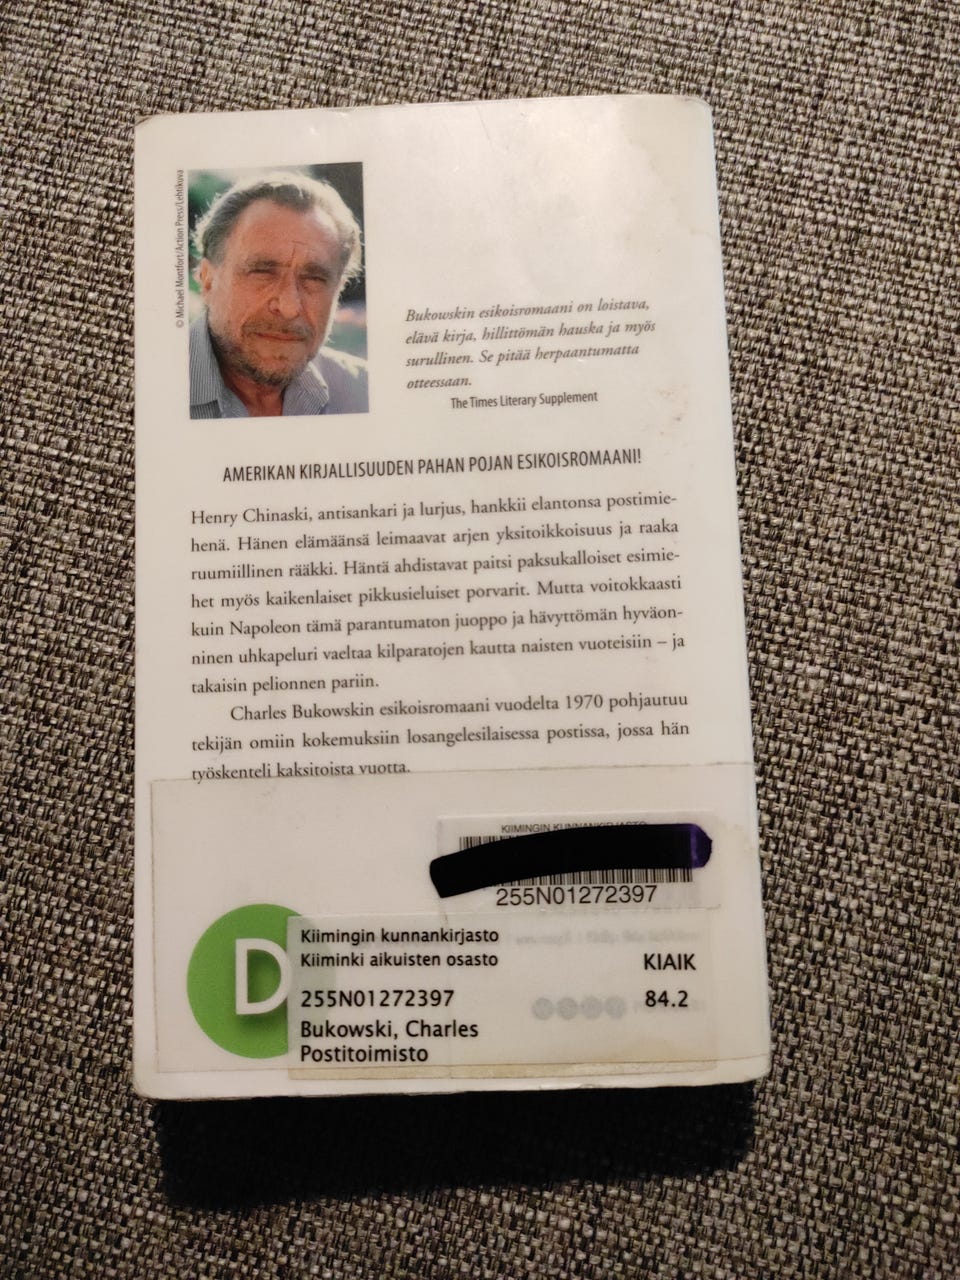 © Michael Montfort/Action Press/Lehtikuva
Bukowskin esikoisromaani on loistava,
elävä kirja, hillittömän hauska ja myös
surullinen. Se pitää herpaantumatta
otteessaan.
The Times Literary Supplement
AMERIKAN KIRJALLISUUDEN PAHAN POJAN ESIKOISROMAANI!
Henry Chinaski, antisankari ja lurjus, hankkii elantonsa postimie-
henä. Hänen elämäänsä leimaavat arjen yksitoikkoisuus ja raaka
ruumiillinen rääkki. Häntä ahdistavat paitsi paksukalloiset esimie-
het myös kaikenlaiset pikkusieluiset porvarit. Mutta voitokkaasti
kuin Napoleon tämä parantumaton juoppo ja hävyttömän hyväon-
ninen uhkapeluri vaeltaa kilparatojen kautta naisten vuoteisiin – ja
takaisin pelionnen pariin.
Charles Bukowskin esikoisromaani vuodelta 1970 pohjautuu
tekijän omiin kokemuksiin losangelesilaisessa postissa, jossa hän
työskenteli kaksitoista vuotta.
KIIMINGIN KUNNANKIRJASTO
255N01272397
D
Kiimingin kunnankirjasto
Kiiminki aikuisten osasto KIAIK
255N01272397 84.2
Bukowski, Charles
Postitoimisto